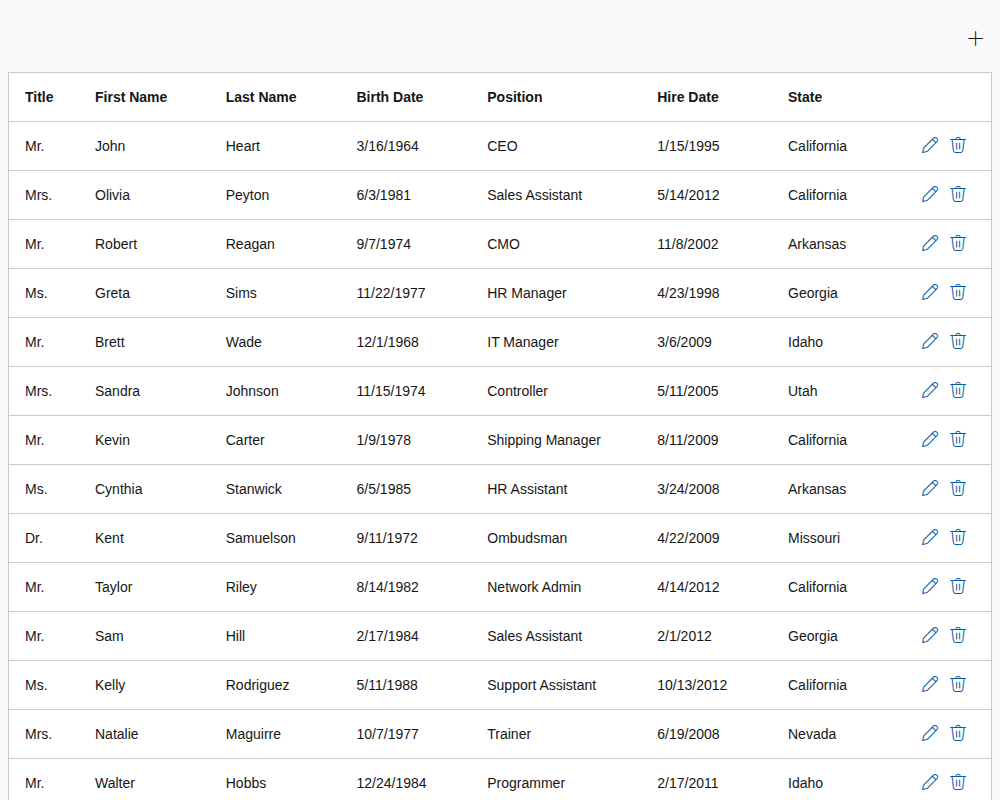 Title First Name Last Name Birth Date Position Hire Date State
Mr. John Heart 3/16/1964 CEO 1/15/1995 California
Mrs. Olivia Peyton 6/3/1981 Sales Assistant 5/14/2012 California
Mr. Robert Reagan 9/7/1974 CMO 11/8/2002 Arkansas
Ms. Greta Sims 11/22/1977 HR Manager 4/23/1998 Georgia
Mr. Brett Wade 12/1/1968 IT Manager 3/6/2009 Idaho
Mrs. Sandra Johnson 11/15/1974 Controller 5/11/2005 Utah
Mr. Kevin Carter 1/9/1978 Shipping Manager 8/11/2009 California
Ms. Cynthia Stanwick 6/5/1985 HR Assistant 3/24/2008 Arkansas
Dr. Kent Samuelson 9/11/1972 Ombudsman 4/22/2009 Missouri
Mr. Taylor Riley 8/14/1982 Network Admin 4/14/2012 California
Mr. Sam Hill 2/17/1984 Sales Assistant 2/1/2012 Georgia
Ms. Kelly Rodriguez 5/11/1988 Support Assistant 10/13/2012 California
Mrs. Natalie Maguirre 10/7/1977 Trainer 6/19/2008 Nevada
Mr. Walter Hobbs 12/24/1984 Programmer 2/17/2011 Idaho